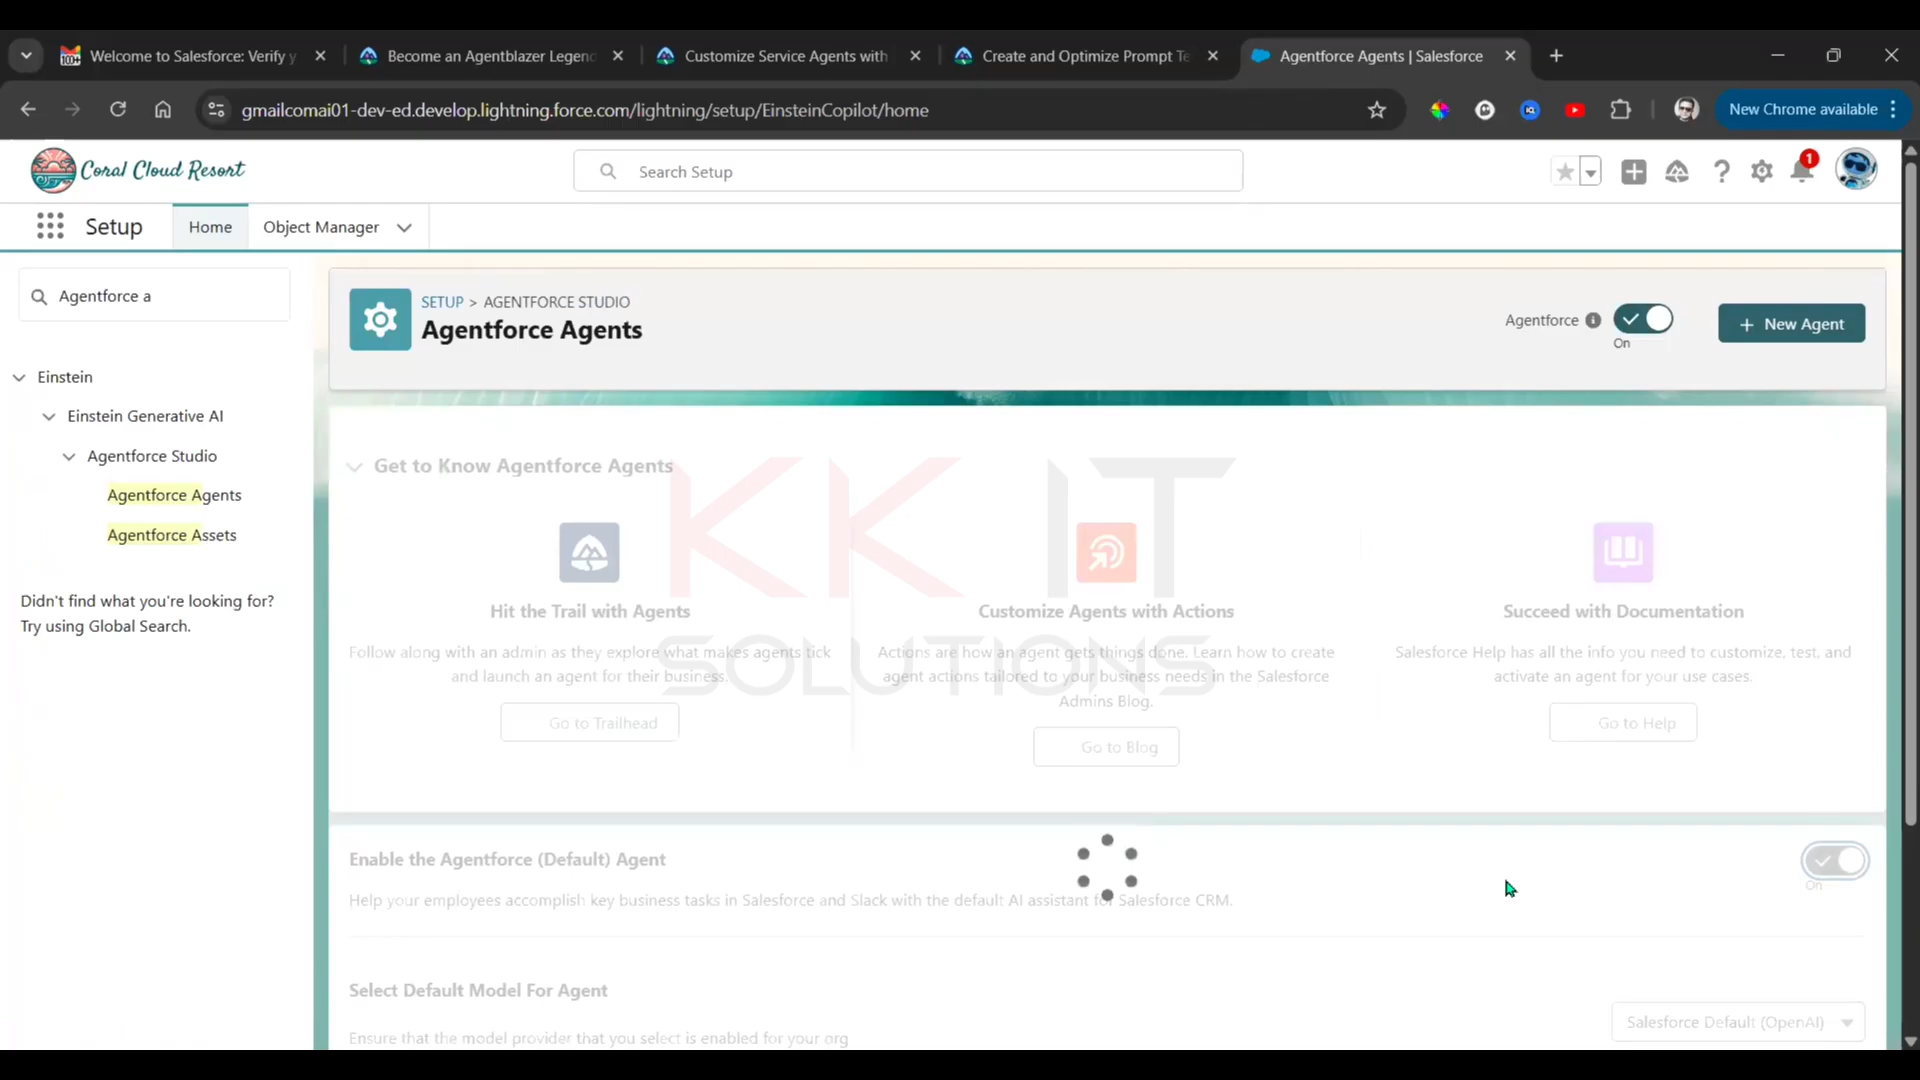 Welcome to Salesforce: Verify y
Become an Agentblazer Legend
Customize Service Agents with
Create and Optimize Prompt Te
Agentforce Agents | Salesforce
gmailcomai01-dev-ed.develop.lightning.force.com/lightning/setup/EinsteinCopilot/home
New Chrome available
Coral Cloud Resort
Search Setup
1
Setup
Home
Object Manager
Agentforce a
SETUP > AGENTFORCE STUDIO
Agentforce Agents
Agentforce
On
+ New Agent
Einstein
Einstein Generative AI
Agentforce Studio
Agentforce Agents
Agentforce Assets
Didn't find what you're looking for?
Try using Global Search.
Get to Know Agentforce Agents
KK IT
SOLUTIONS
Hit the Trail with Agents
Follow along with an admin as they explore what makes agents tick
and launch an agent for their business.
Go to Trailhead
Customize Agents with Actions
Actions are how an agent gets things done. Learn how to create
agent actions tailored to your business needs in the Salesforce
Admins Blog.
Go to Blog
Succeed with Documentation
Salesforce Help has all the info you need to customize, test, and
activate an agent for your use cases.
Go to Help
Enable the Agentforce (Default) Agent
On
Help your employees accomplish key business tasks in Salesforce and Slack with the default AI assistant for Salesforce CRM.
Select Default Model For Agent
Salesforce Default (OpenAI)
Ensure that the model provider that you select is enabled for your org